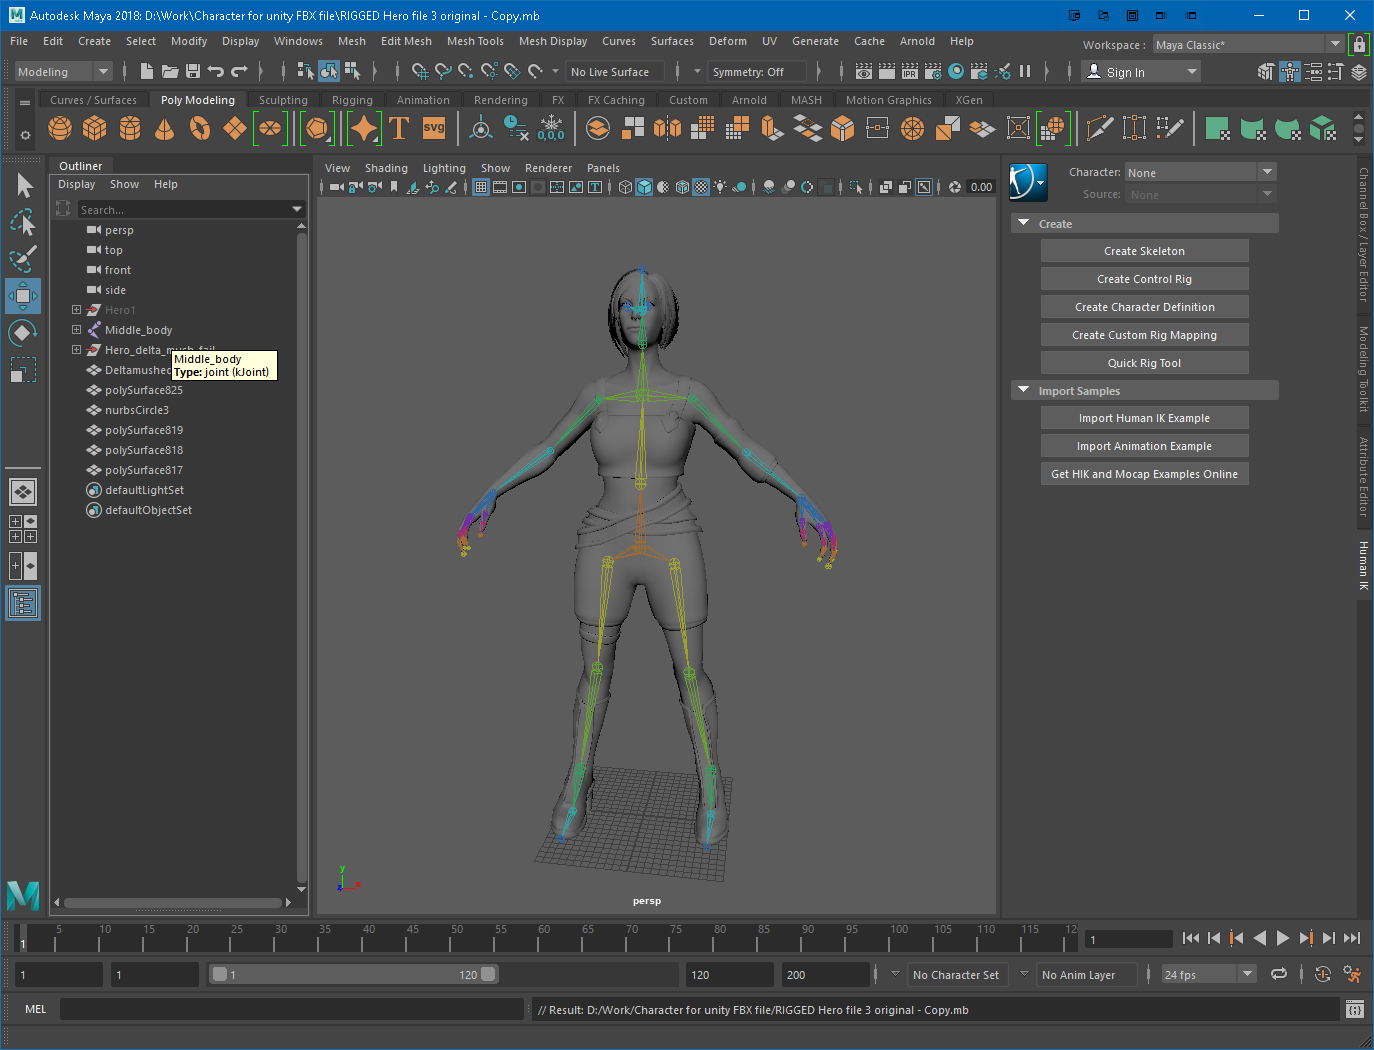 Autodesk Maya 2018: D:\Work\Character for unity FBX file\RIGGED Hero file 3 original - Copy.mb
File Edit Create Select Modify Display Windows Mesh Edit Mesh Mesh Tools Mesh Display Curves Surfaces Deform UV Generate Cache Arnold Help
Workspace : Maya Classic*
Modeling No Live Surface Symmetry: Off Sign In
Curves / Surfaces Poly Modeling Sculpting Rigging Animation Rendering FX FX Caching Custom Arnold MASH Motion Graphics XGen
T svg 0,0,0
IPR
Outliner
Display Show Help
Search...
persp
top
front
side
Hero1
Middle_body
Hero_delta_mush_fail
Deltamushed
polySurface825
nurbsCircle3
polySurface819
polySurface818
polySurface817
defaultLightSet
defaultObjectSet
Middle_body
Type: joint (kJoint)
View Shading Lighting Show Renderer Panels
0.00
y
x
z
persp
Character: None
Source: None
Create
Create Skeleton
Create Control Rig
Create Character Definition
Create Custom Rig Mapping
Quick Rig Tool
Import Samples
Import Human IK Example
Import Animation Example
Get HIK and Mocap Examples Online
Channel Box / Layer Editor
Modeling Toolkit
Attribute Editor
Human IK
1 5 10 15 20 25 30 35 40 45 50 55 60 65 70 75 80 85 90 95 100 105 110 115 12
1
1 1 1 120 120 200 No Character Set No Anim Layer 24 fps
MEL // Result: D:/Work/Character for unity FBX file/RIGGED Hero file 3 original - Copy.mb